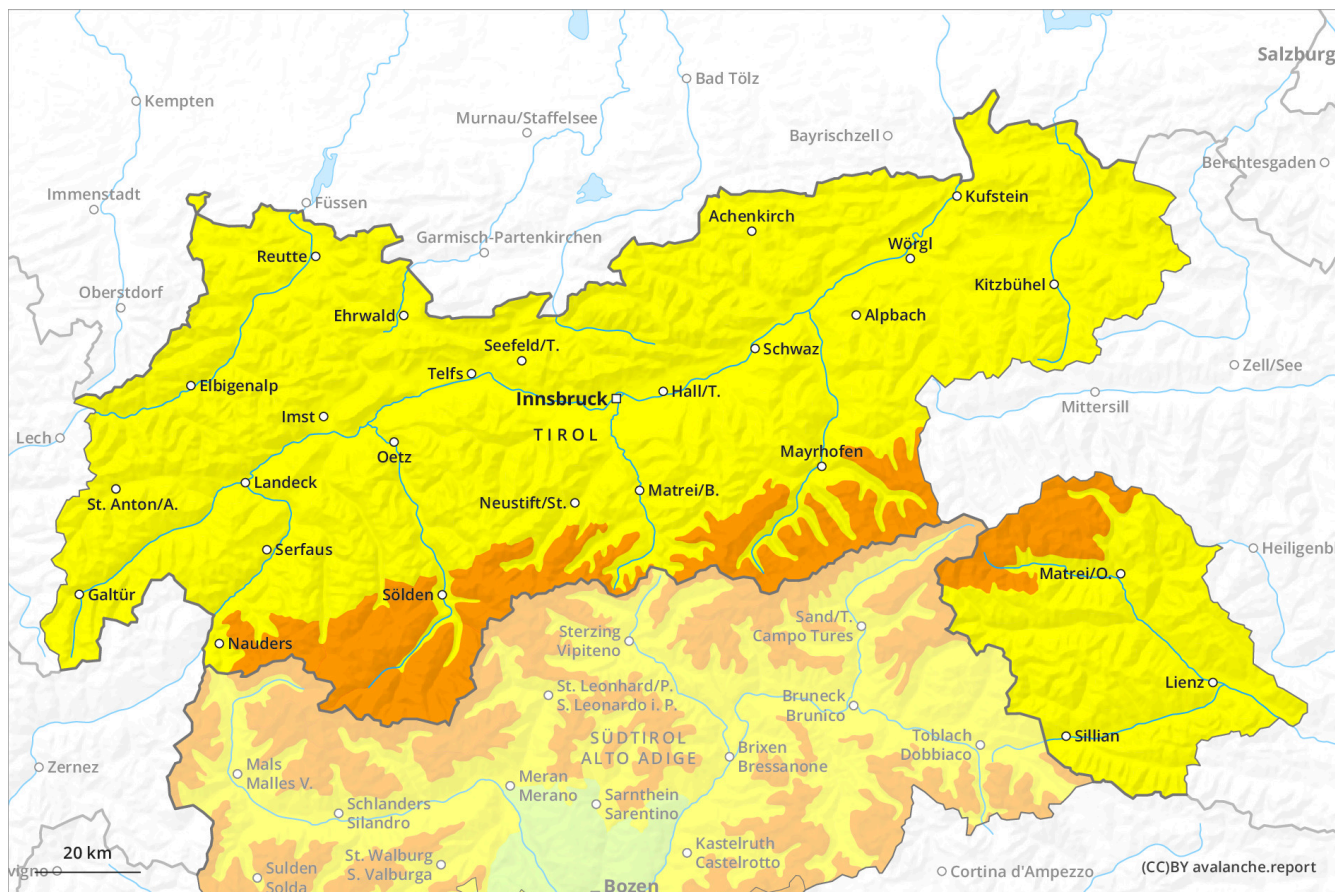 Salzburg
Bad Tölz
Kempten
Murnau/Staffelsee
Bayrischzell
Berchtesgaden
Immenstadt
Füssen
Kufstein
Achenkirch
Garmisch-Partenkirchen
Wörgl
Reutte
Kitzbühel
Oberstdorf
Ehrwald
Alpbach
Seefeld/T.
Schwaz
Zell/See
Telfs
Elbigenalp
Innsbruck
Hall/T.
Mittersill
Imst
TIROL
Lech
Oetz
Mayrhofen
Landeck
Matrei/B.
St. Anton/A.
Neustift/St.
Serfaus
Heiligenb
Matrei/O.
Galtür
Sölden
Sand/T.
Campo Tures
Sterzing
Vipiteno
Nauders
Lienz
St. Leonhard/P.
S. Leonardo i. P.
Bruneck
Brunico
Sillian
SÜDTIROL
ALTO ADIGE
Toblach
Dobbiaco
Brixen
Bressanone
Zernez
Mals
Malles V.
Meran
Merano
Sarnthein
Sarentino
Schlanders
Silandro
Kastelruth
Castelrotto
20 km
St. Walburg
S. Valburga
vigno
Cortina d'Ampezzo
(CC)BY avalanche.report
Sulden
Solda
Bozen